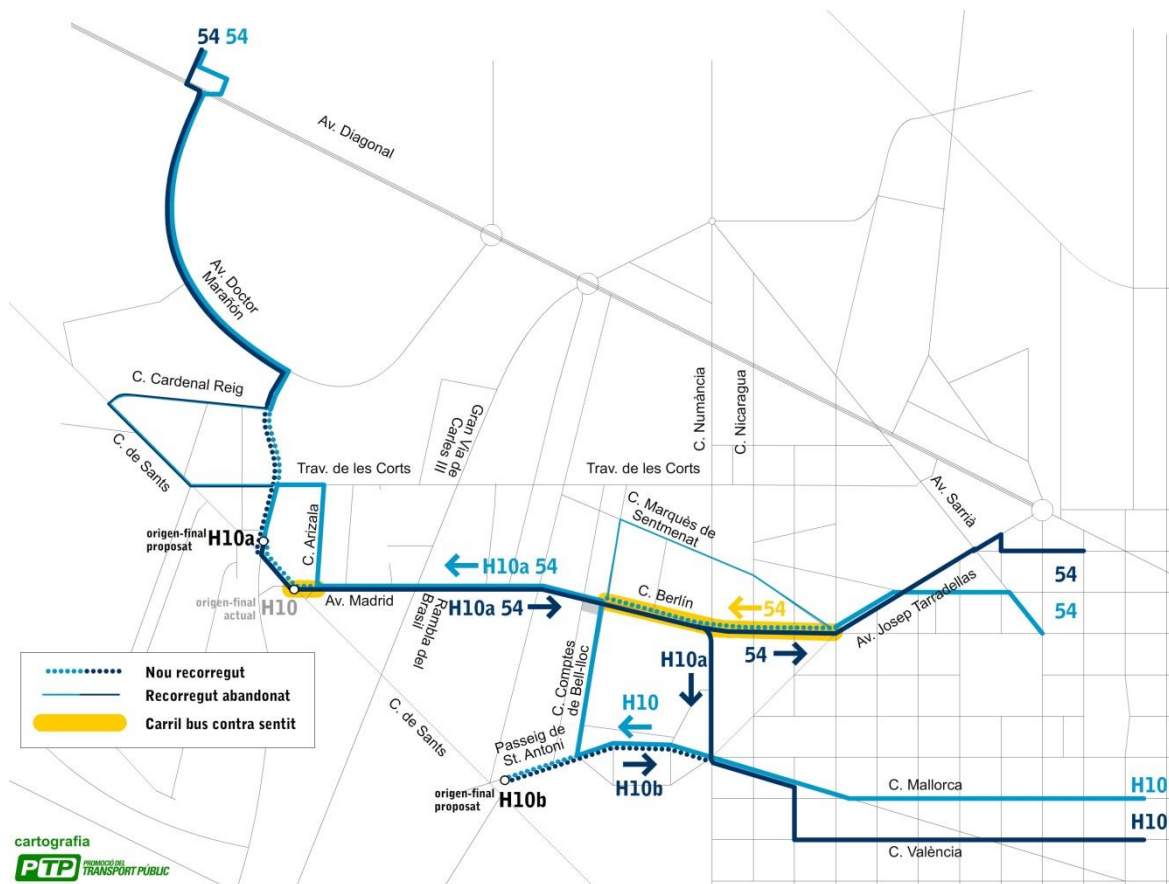 54 54
Av. Diagonal
Av. Doctor
Marañón
C. Cardenal Reig
C. de Sants
Gran Via de
Carles III
C. Numància
C. Nicaragua
Trav. de les Corts
Trav. de les Corts
Av. Sarrià
C. Marquès de
Sentmenat
C. Arizala
origen-final
proposat
H10a
origen-final
actual
H10
Av. Madrid
H10a 54
H10a 54
Rambla del
Brasil
C. Berlín
54
54
Av. Josep Tarradellas
54
54
C. Comptes
de Bell-lloc
H10a
H10
H10b
Passeig de
St. Antoni
C. de Sants
origen-final
proposat
H10b
C. Mallorca
H10
H10
C. València
Nou recorregut
Recorregut abandonat
Carril bus contra sentit
cartografia
PTP PROMOCIÓ DEL
TRANSPORT PÚBLIC